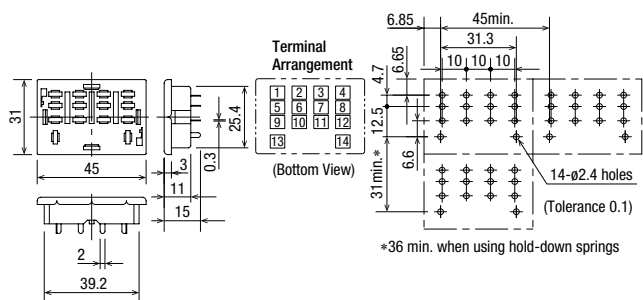 31
45
2
39.2
3
11
15
0.3
25.4
Terminal
Arrangement
1 2 3 4
5 6 7 8
9 10 11 12
13 14
(Bottom View)
6.85
45min.
31.3
10 10 10
6.65
4.7
12.5
6.6
31min.*
14-ø2.4 holes
(Tolerance 0.1)
*36 min. when using hold-down springs